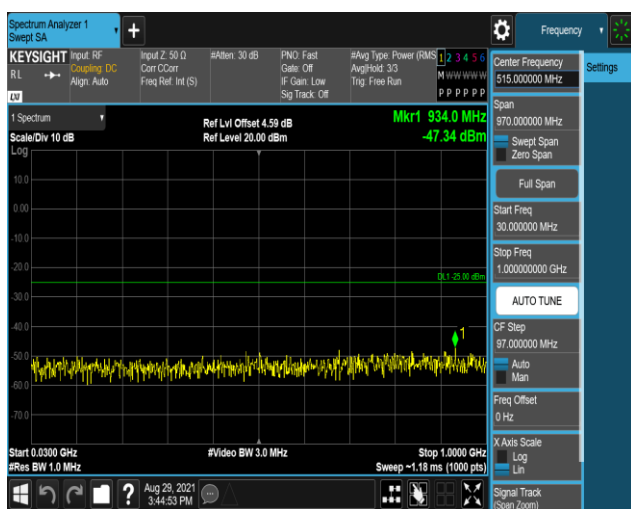 Spectrum Analyzer 1
Swept SA
+
Frequency
KEYSIGHT
RL
LXI
Input: RF
Coupling: DC
Align: Auto
Input Z: 50 Ω
Corr CCorr
Freq Ref: Int (S)
#Atten: 30 dB
PNO: Fast
Gate: Off
IF Gain: Low
Sig Track: Off
#Avg Type: Power (RMS
Avg|Hold: 3/3
Trig: Free Run
1 2 3 4 5 6
M W W W W W
P P P P P P
1 Spectrum
Scale/Div 10 dB
Log
Ref Lvl Offset 4.59 dB
Ref Level 20.00 dBm
Mkr1 934.0 MHz
-47.34 dBm
10.0
0.00
-10.0
-20.0
-30.0
-40.0
-50.0
-60.0
-70.0
DL1 -25.00 dBm
1
Start 0.0300 GHz
#Res BW 1.0 MHz
#Video BW 3.0 MHz
Stop 1.0000 GHz
Sweep ~1.18 ms (1000 pts)
?
Aug 29, 2021
3:44:53 PM
Center Frequency
515.000000 MHz
Span
970.000000 MHz
Swept Span
Zero Span
Full Span
Start Freq
30.000000 MHz
Stop Freq
1.000000000 GHz
AUTO TUNE
CF Step
97.000000 MHz
Auto
Man
Freq Offset
0 Hz
X Axis Scale
Log
Lin
Signal Track
(Span Zoom)
Settings